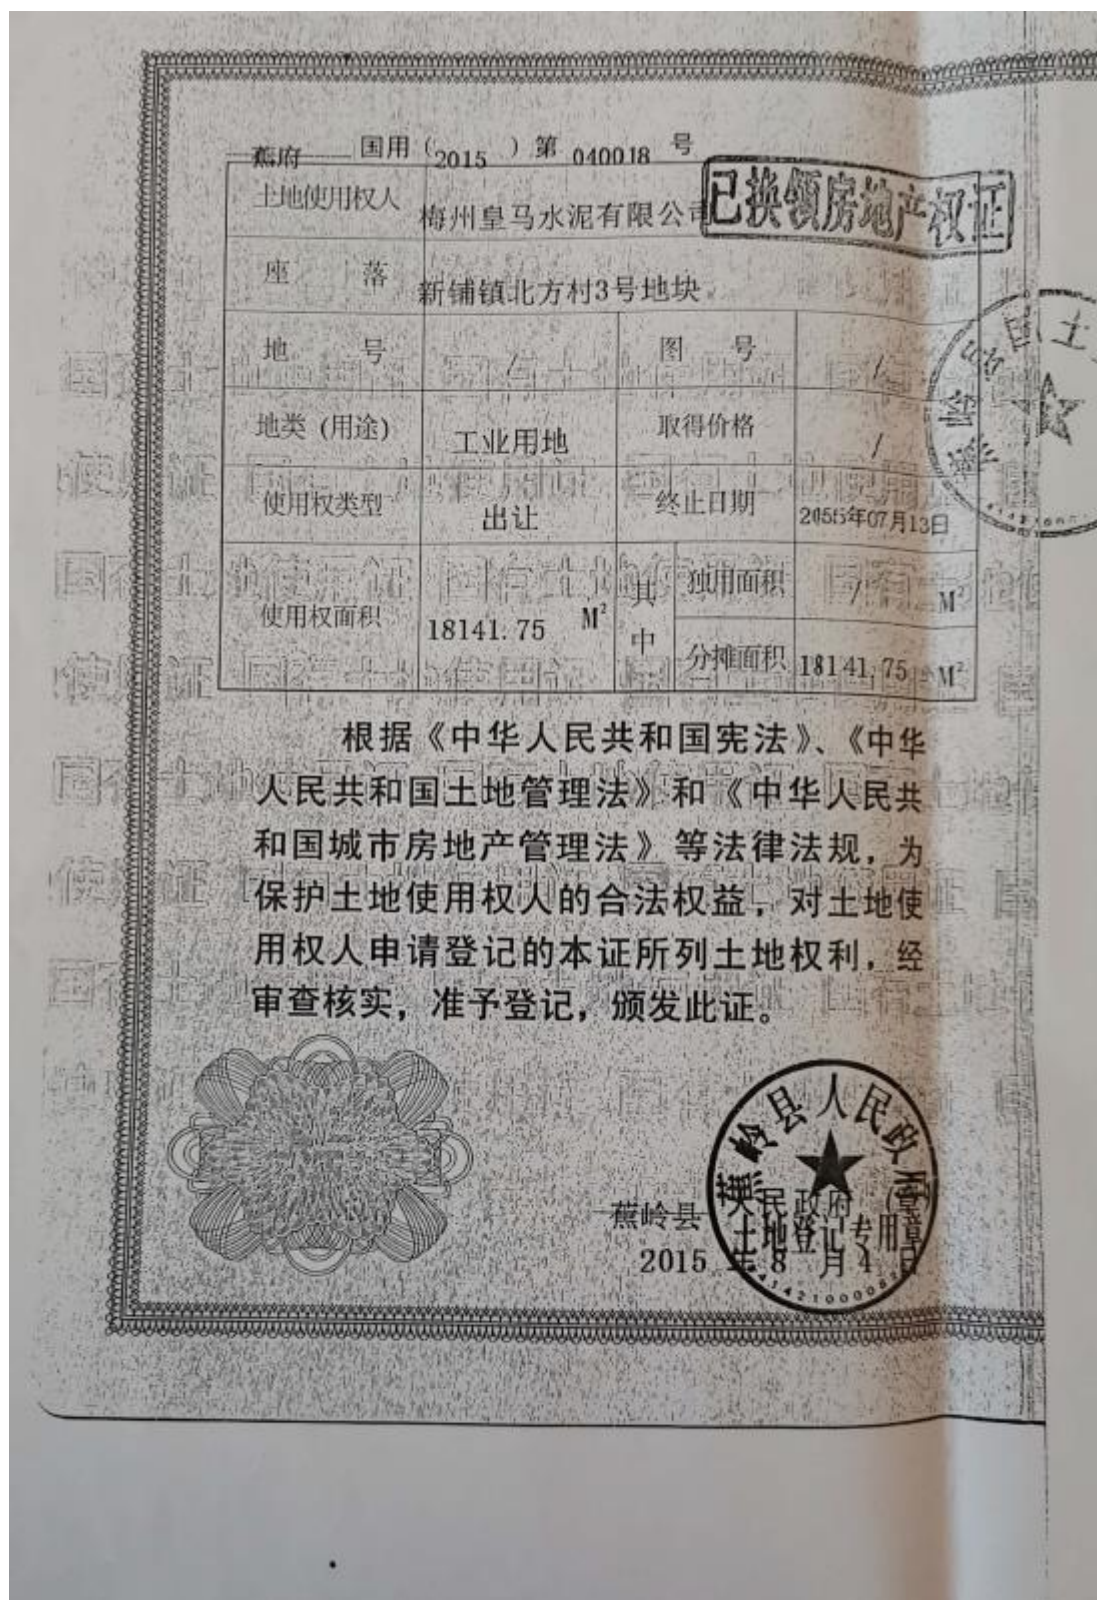 蕉府 国用（2015）第 040018 号
已换领房地产权证
土地使用权人 梅州皇马水泥有限公司
座 落 新铺镇北方村3号地块
地 号 / 图 号 /
地类（用途） 工业用地 取得价格 /
使用权类型 出让 终止日期 2055年07月13日
使用权面积 18141.75 M² 其中 独用面积 / M²
分摊面积 18141.75 M²
根据《中华人民共和国宪法》、《中华
人民共和国土地管理法》和《中华人民共
和国城市房地产管理法》等法律法规，为
保护土地使用权人的合法权益，对土地使
用权人申请登记的本证所列土地权利，经
审查核实，准予登记，颁发此证。
蕉岭县人民政府
土地登记专用章
蕉岭县 人民政府（章）
2015 年 8 月 4 日